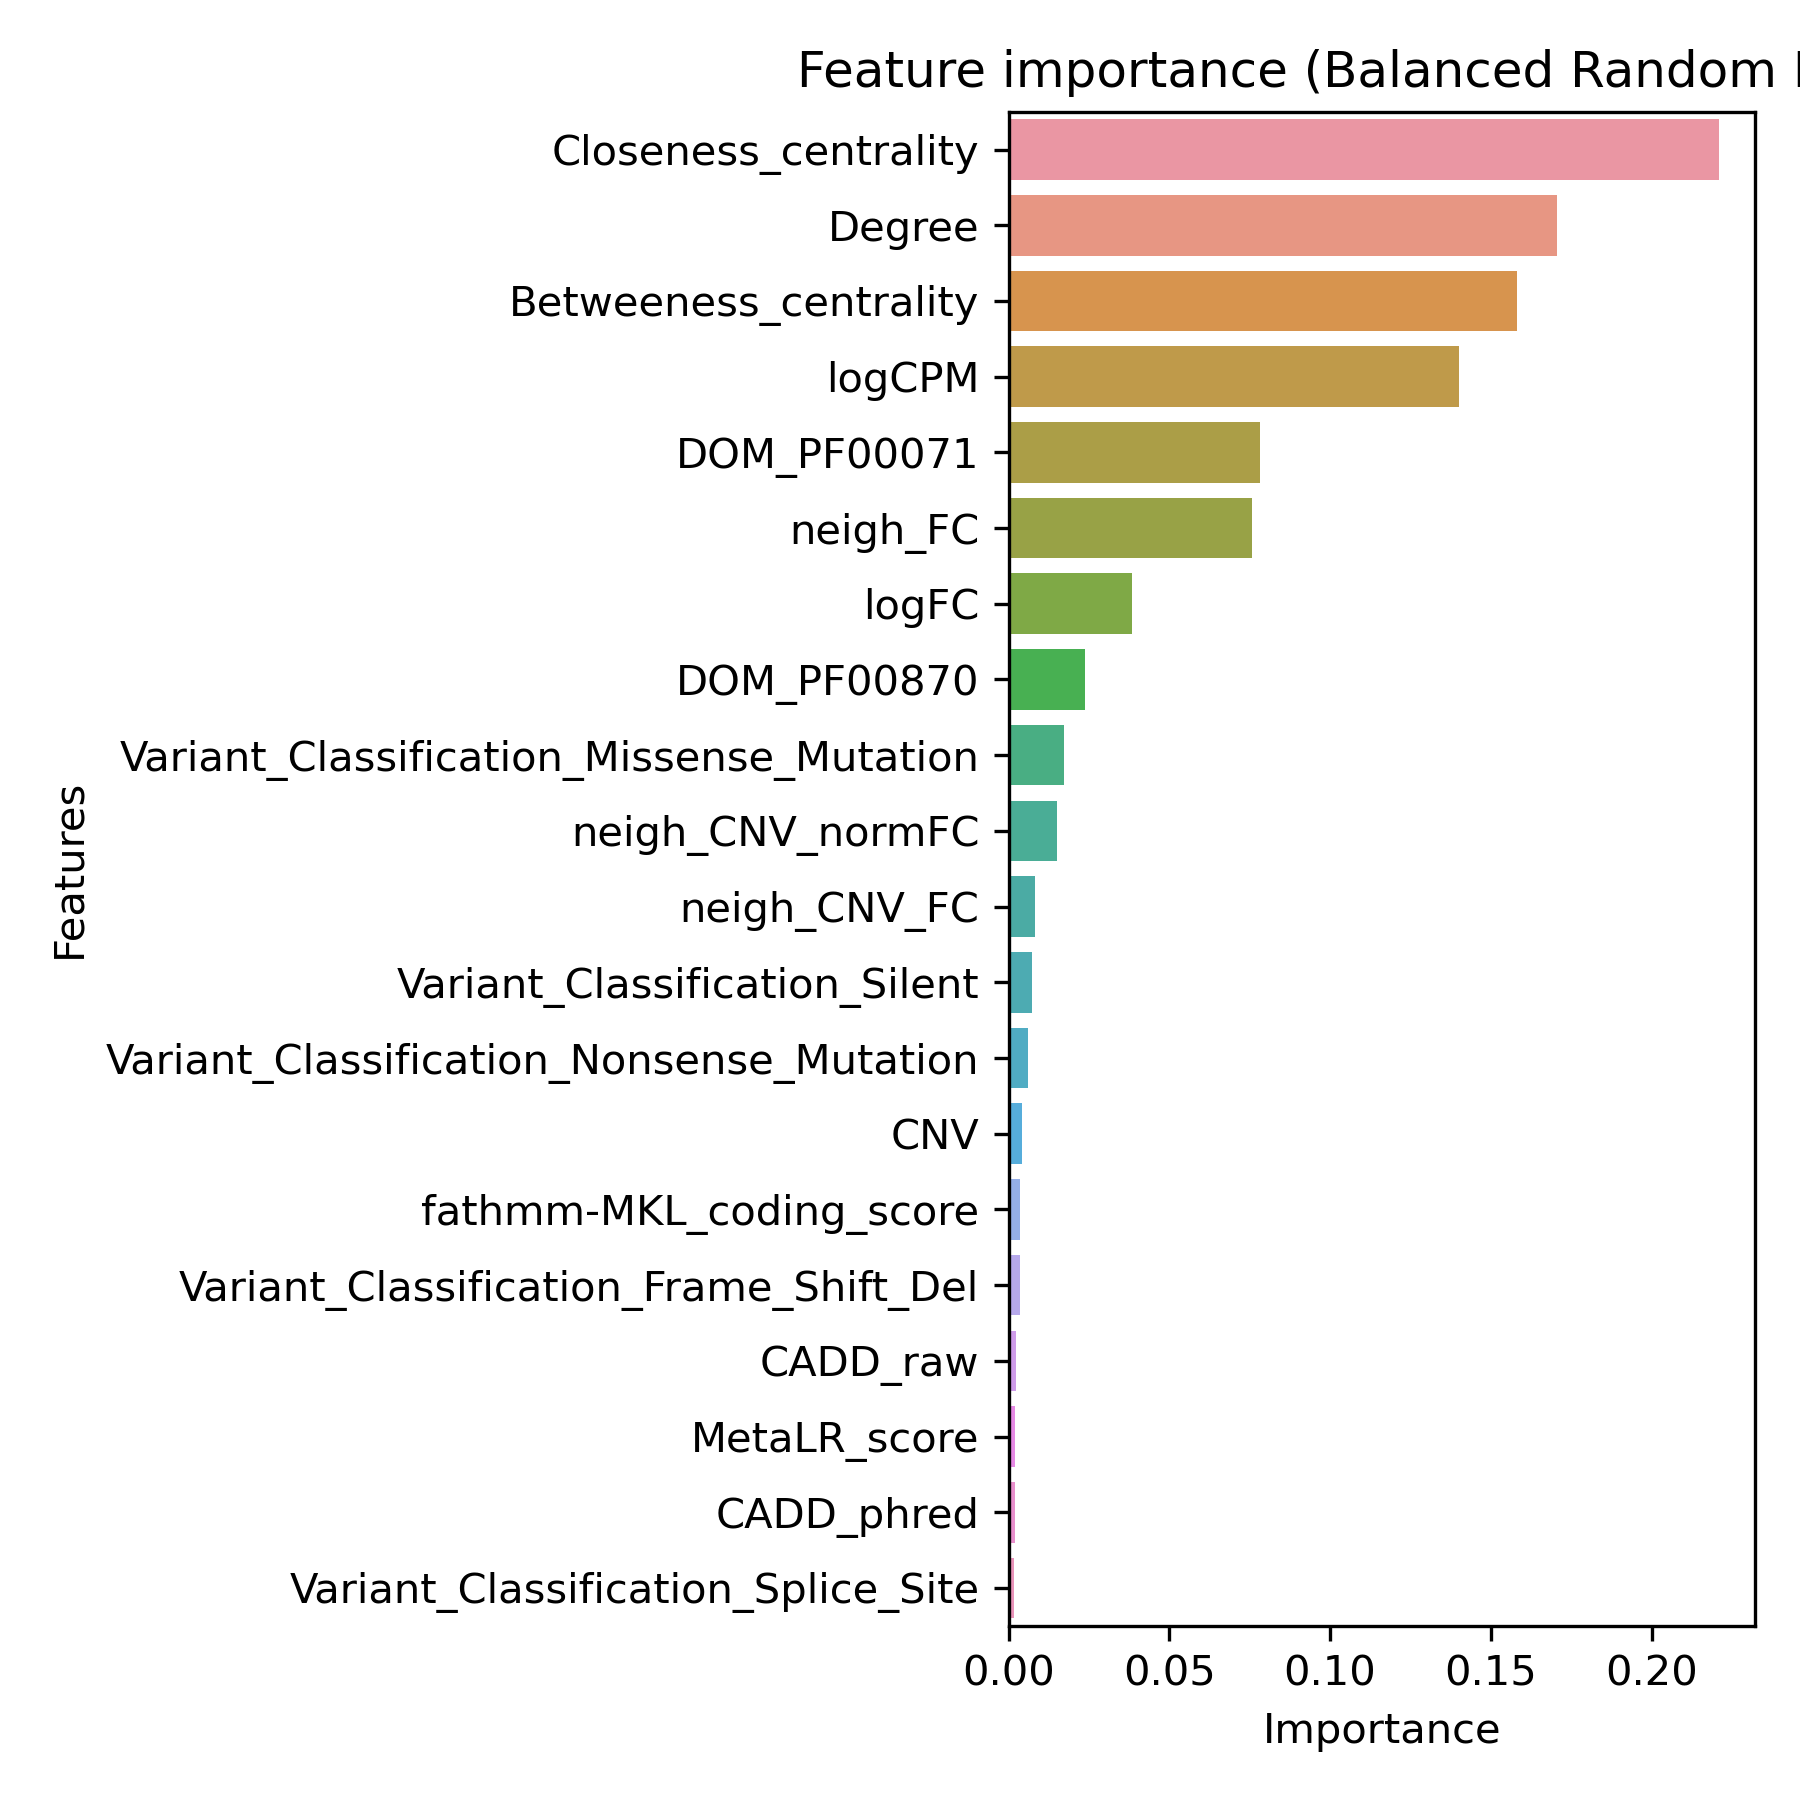 Feature importance (Balanced Random
Closeness_centrality
Degree
Betweeness_centrality
logCPM
DOM_PF00071
neigh_FC
logFC
DOM_PF00870
Variant_Classification_Missense_Mutation
neigh_CNV_normFC
neigh_CNV_FC
Variant_Classification_Silent
Variant_Classification_Nonsense_Mutation
CNV
fathmm-MKL_coding_score
Variant_Classification_Frame_Shift_Del
CADD_raw
MetaLR_score
CADD_phred
Variant_Classification_Splice_Site
Features
0.00 0.05 0.10 0.15 0.20
Importance